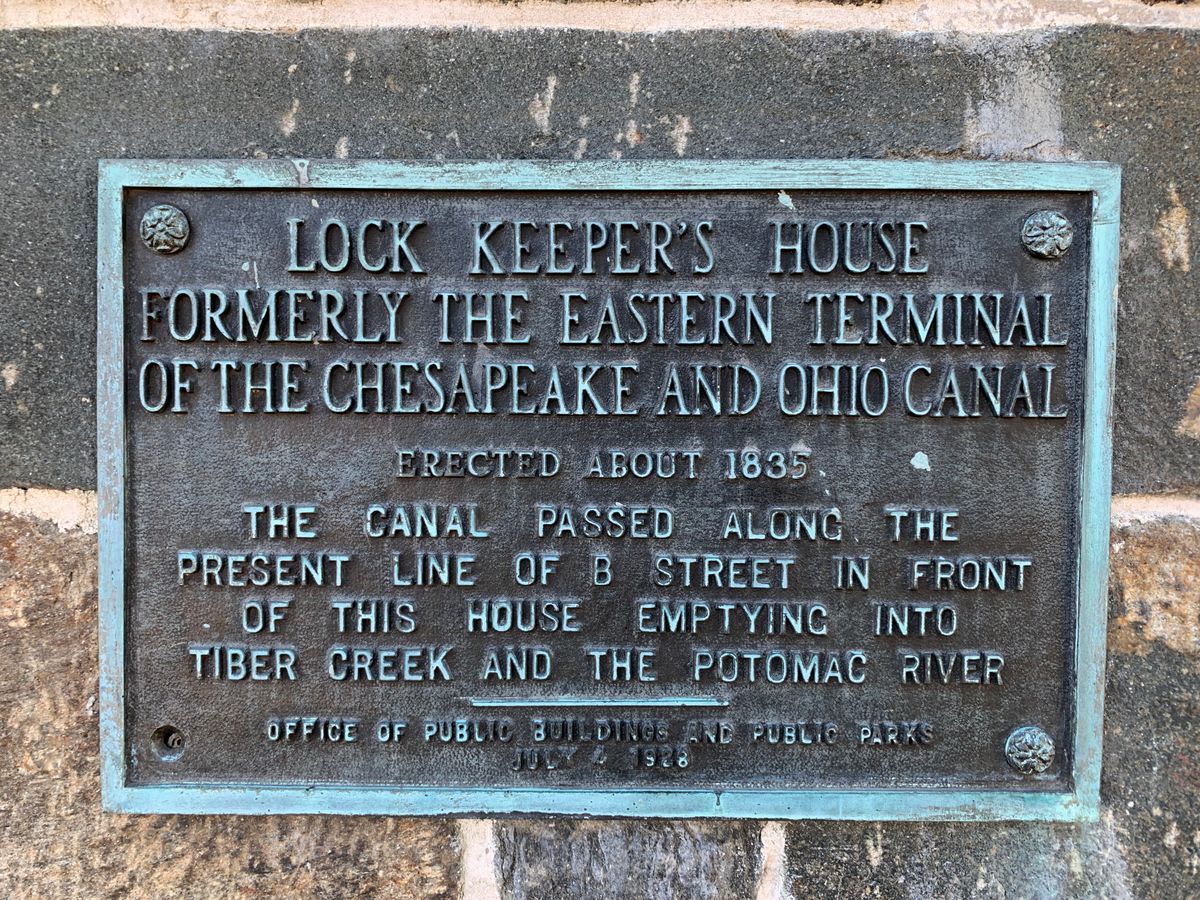 LOCK KEEPER'S HOUSE
FORMERLY THE EASTERN TERMINAL
OF THE CHESAPEAKE AND OHIO CANAL
ERECTED ABOUT 1835
THE CANAL PASSED ALONG THE
PRESENT LINE OF B STREET IN FRONT
OF THIS HOUSE EMPTYING INTO
TIBER CREEK AND THE POTOMAC RIVER
OFFICE OF PUBLIC BUILDINGS AND PUBLIC PARKS
JULY 4 1928